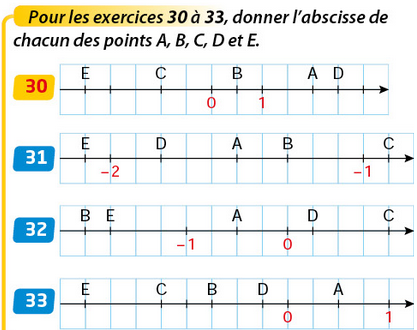 Pour les exercices 30 à 33, donner l'abscisse de
chacun des points A, B, C, D et E.
30
E C B A D
0 1
31
E D A B C
−2 −1
32
B E A D C
−1 0
33
E C B D A
0 1